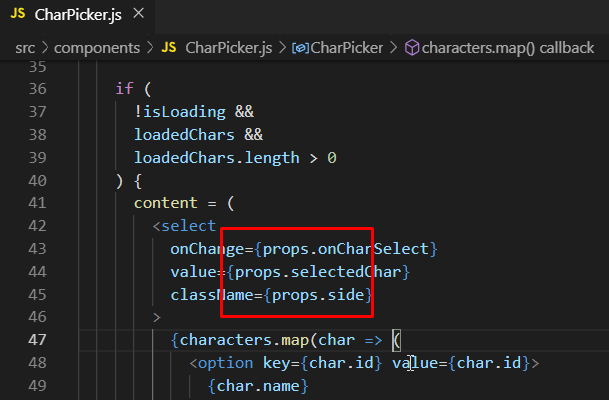 JS CharPicker.js ×
src > components > JS CharPicker.js > CharPicker > characters.map() callback
35
36 if (
37 !isLoading &&
38 loadedChars &&
39 loadedChars.length > 0
40 ) {
41 content = (
42 <select
43 onChange={props.onCharSelect}
44 value={props.selectedChar}
45 className={props.side}
46 >
47 {characters.map(char => (
48 <option key={char.id} value={char.id}>
49 {char.name}